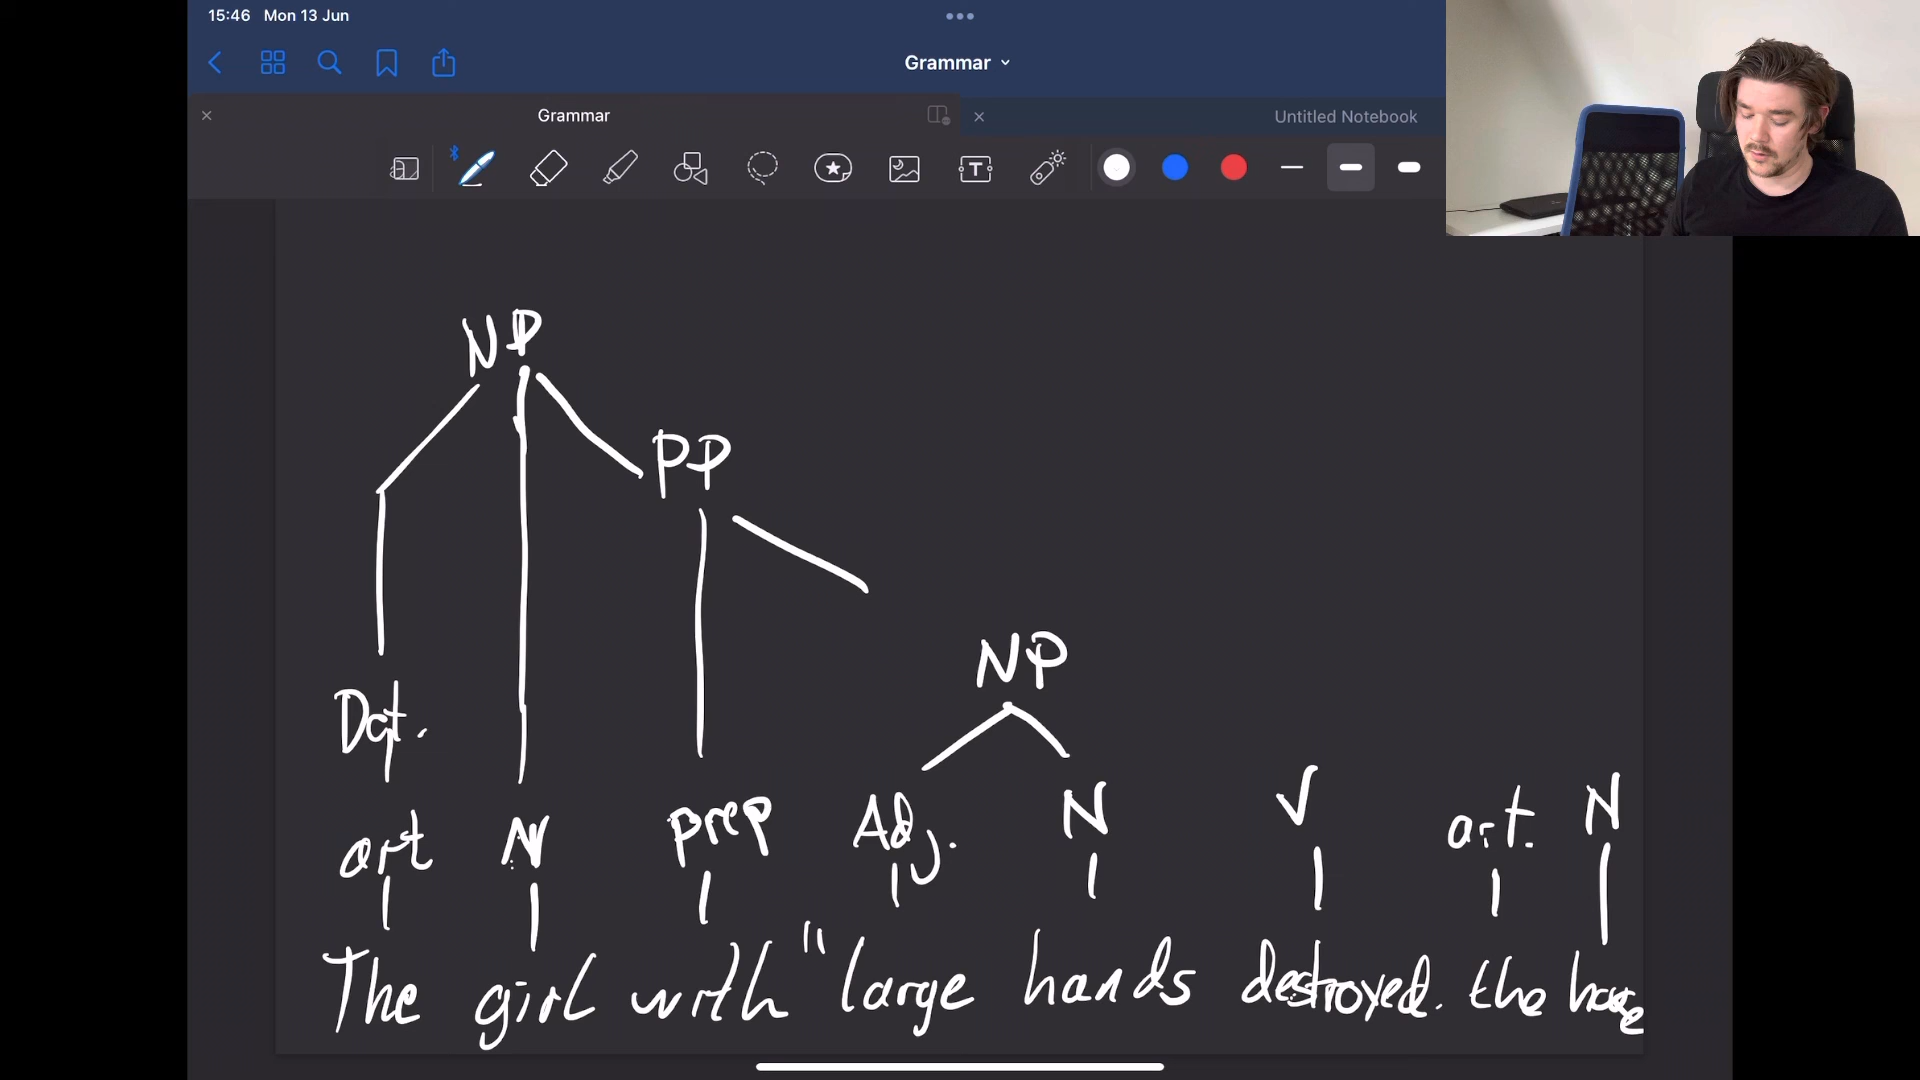 15:46 Mon 13 Jun
Grammar
Grammar
Untitled Notebook
T
NP
PP
NP
Det.
art N prep Adj. N V art. N
The girl with "large hands destroyed. the house